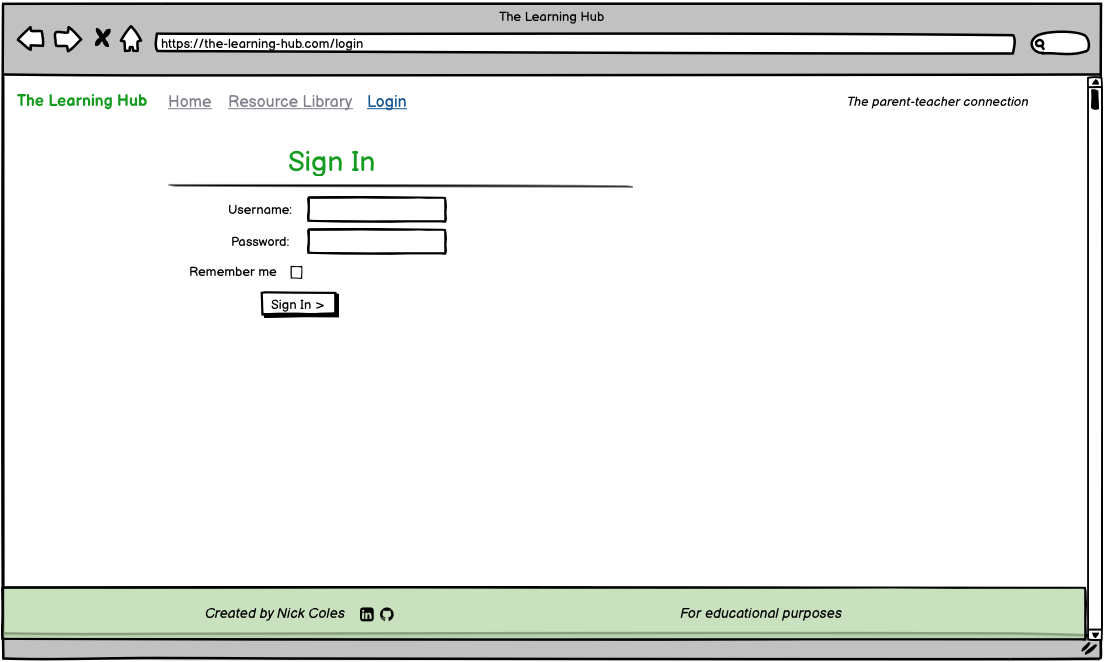 The Learning Hub
https://the-learning-hub.com/login
The Learning Hub Home Resource Library Login The parent-teacher connection
Sign In
Username:
Password:
Remember me
Sign In >
Created by Nick Coles in For educational purposes